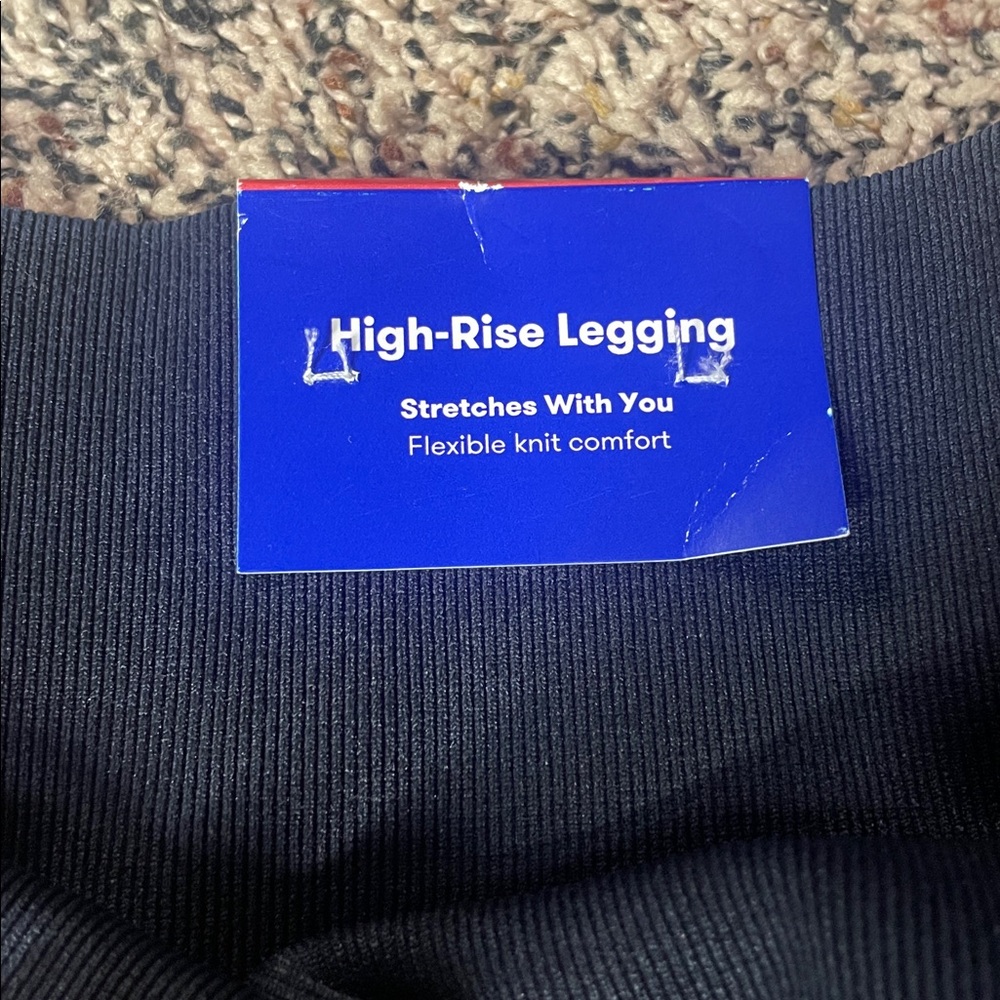 High-Rise Legging
Stretches With You
Flexible knit comfort